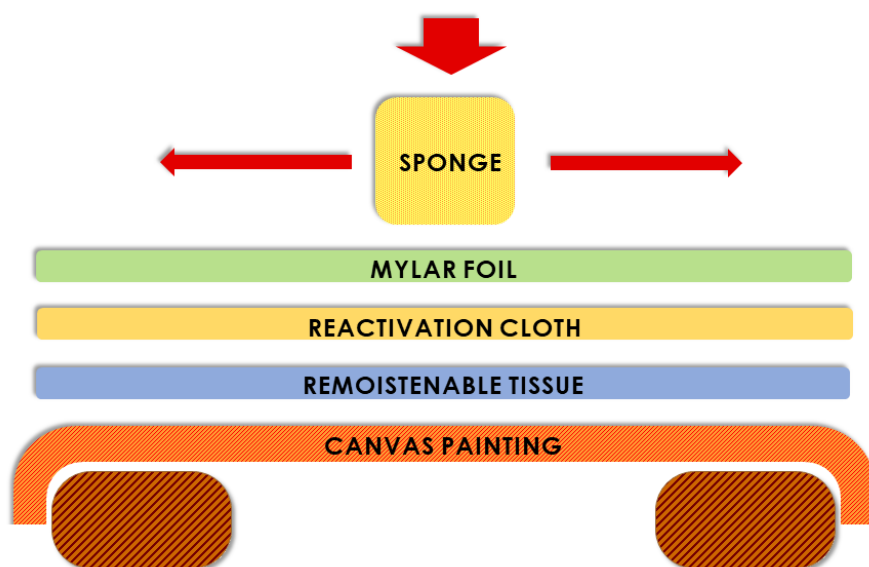 SPONGE
MYLAR FOIL
REACTIVATION CLOTH
REMOISTENABLE TISSUE
CANVAS PAINTING